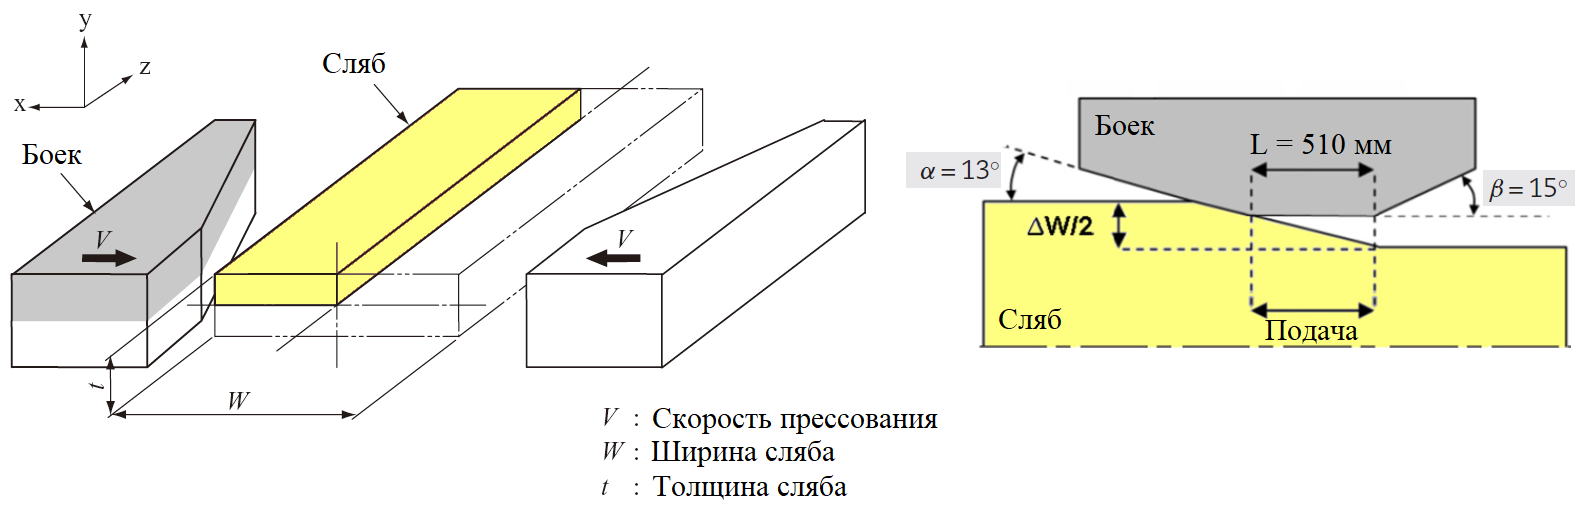 y
z
x
Сляб
Боек
V
V
t
W
V : Скорость прессования
W : Ширина сляба
t : Толщина сляба
Боек
L = 510 мм
α = 13°
β = 15°
ΔW/2
Сляб
Подача